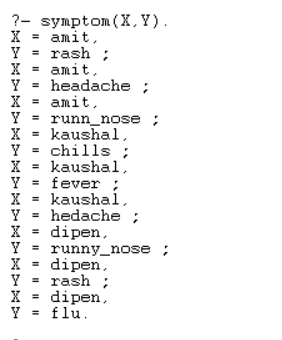 ?- symptom(X,Y).
X = amit,
Y = rash ;
X = amit,
Y = headache ;
X = amit,
Y = runn_nose ;
X = kaushal,
Y = chills ;
X = kaushal,
Y = fever ;
X = kaushal,
Y = hedache ;
X = dipen,
Y = runny_nose ;
X = dipen,
Y = rash ;
X = dipen,
Y = flu.